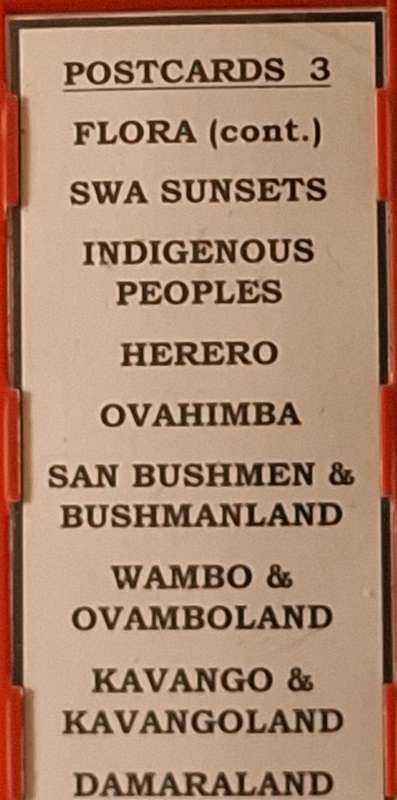 POSTCARDS 3
FLORA (cont.)
SWA SUNSETS
INDIGENOUS
PEOPLES
HERERO
OVAHIMBA
SAN BUSHMEN &
BUSHMANLAND
WAMBO &
OVAMBOLAND
KAVANGO &
KAVANGOLAND
DAMARALAND